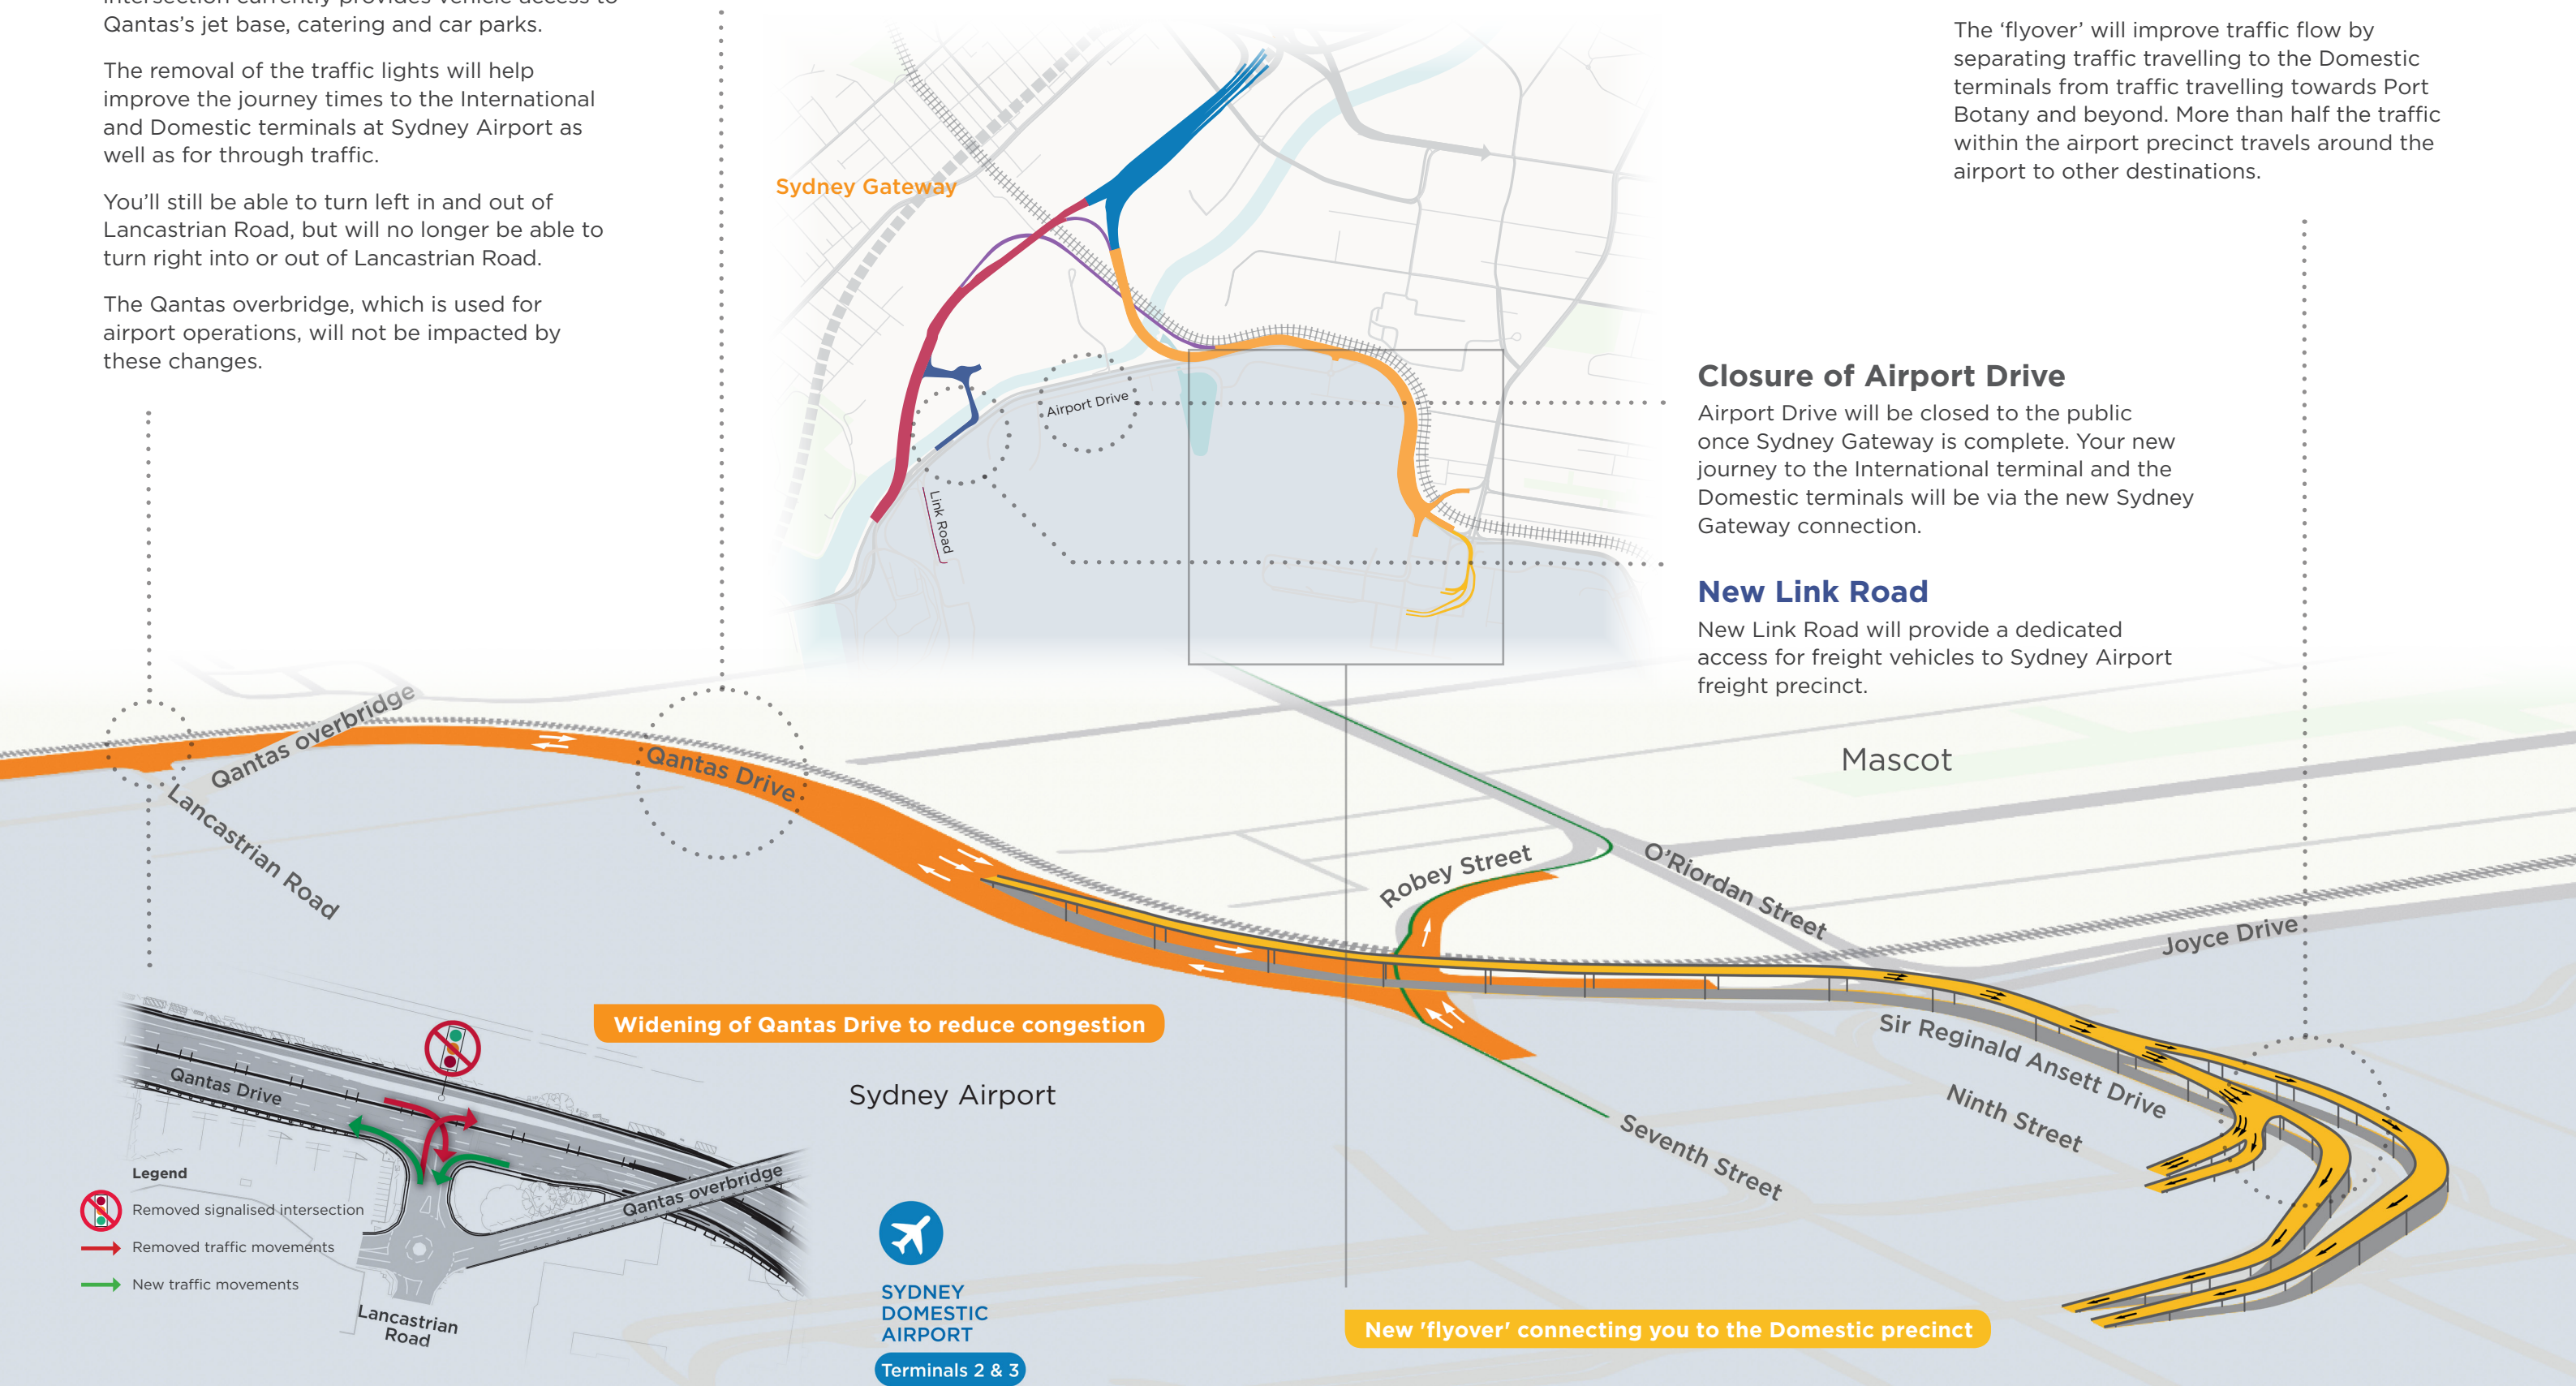 Qantas's jet base, catering and car parks.
The removal of the traffic lights will help
improve the journey times to the International
and Domestic terminals at Sydney Airport as
well as for through traffic.
You'll still be able to turn left in and out of
Lancastrian Road, but will no longer be able to
turn right into or out of Lancastrian Road.
The Qantas overbridge, which is used for
airport operations, will not be impacted by
these changes.
Sydney Gateway
Airport Drive
Link Road
The 'flyover' will improve traffic flow by
separating traffic travelling to the Domestic
terminals from traffic travelling towards Port
Botany and beyond. More than half the traffic
within the airport precinct travels around the
airport to other destinations.
Closure of Airport Drive
Airport Drive will be closed to the public
once Sydney Gateway is complete. Your new
journey to the International terminal and the
Domestic terminals will be via the new Sydney
Gateway connection.
New Link Road
New Link Road will provide a dedicated
access for freight vehicles to Sydney Airport
freight precinct.
Qantas overbridge
Lancastrian Road
Qantas Drive
Mascot
Robey Street
O'Riordan Street
Joyce Drive
Widening of Qantas Drive to reduce congestion
Sydney Airport
Sir Reginald Ansett Drive
Ninth Street
Seventh Street
Qantas Drive
Qantas overbridge
Legend
Removed signalised intersection
Removed traffic movements
New traffic movements
Lancastrian
Road
SYDNEY
DOMESTIC
AIRPORT
Terminals 2 & 3
New 'flyover' connecting you to the Domestic precinct